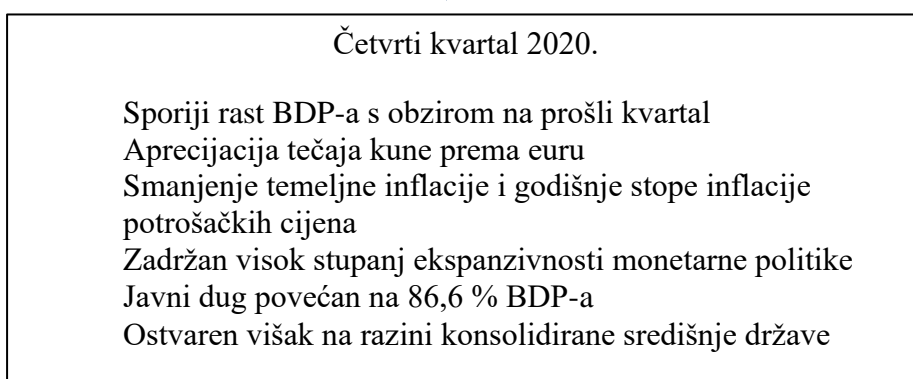 Četvrti kvartal 2020.
Sporiji rast BDP-a s obzirom na prošli kvartal
Aprecijacija tečaja kune prema euru
Smanjenje temeljne inflacije i godišnje stope inflacije
potrošačkih cijena
Zadržan visok stupanj ekspanzivnosti monetarne politike
Javni dug povećan na 86,6 % BDP-a
Ostvaren višak na razini konsolidirane središnje države